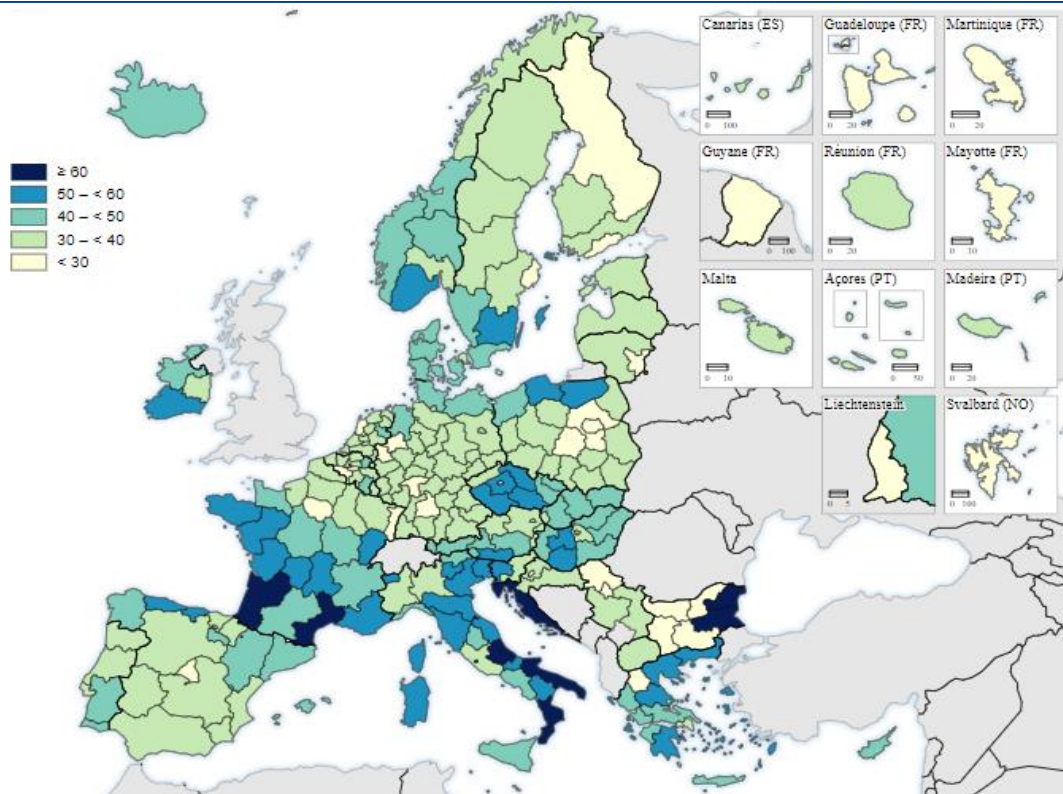 Canarias (ES)
0 100
Guadeloupe (FR)
0 20
Martinique (FR)
0 20
≥ 60
50 – < 60
40 – < 50
30 – < 40
< 30
Guyane (FR)
0 100
Réunion (FR)
0 20
Mayotte (FR)
0 10
Malta
0 10
Açores (PT)
0 50
Madeira (PT)
0 20
Liechtenstein
0 5
Svalbard (NO)
0 100